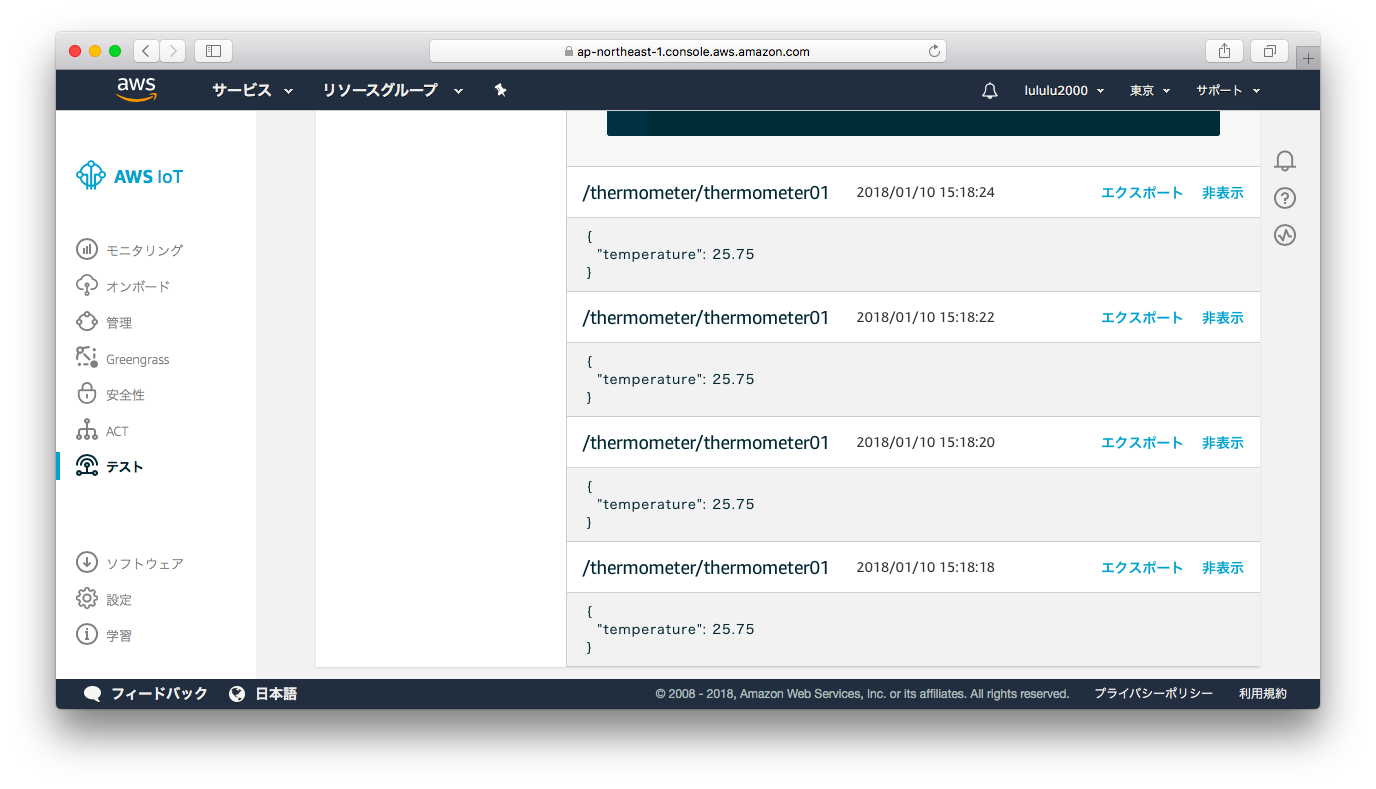 ap-northeast-1.console.aws.amazon.com
aws サービス リソースグループ lululu2000 東京 サポート
AWS IoT
モニタリング
オンボード
管理
Greengrass
安全性
ACT
テスト
ソフトウェア
設定
学習
/thermometer/thermometer01 2018/01/10 15:18:24 エクスポート 非表示
{
"temperature": 25.75
}
/thermometer/thermometer01 2018/01/10 15:18:22 エクスポート 非表示
{
"temperature": 25.75
}
/thermometer/thermometer01 2018/01/10 15:18:20 エクスポート 非表示
{
"temperature": 25.75
}
/thermometer/thermometer01 2018/01/10 15:18:18 エクスポート 非表示
{
"temperature": 25.75
}
フィードバック 日本語 © 2008 - 2018, Amazon Web Services, Inc. or its affiliates. All rights reserved. プライバシーポリシー 利用規約